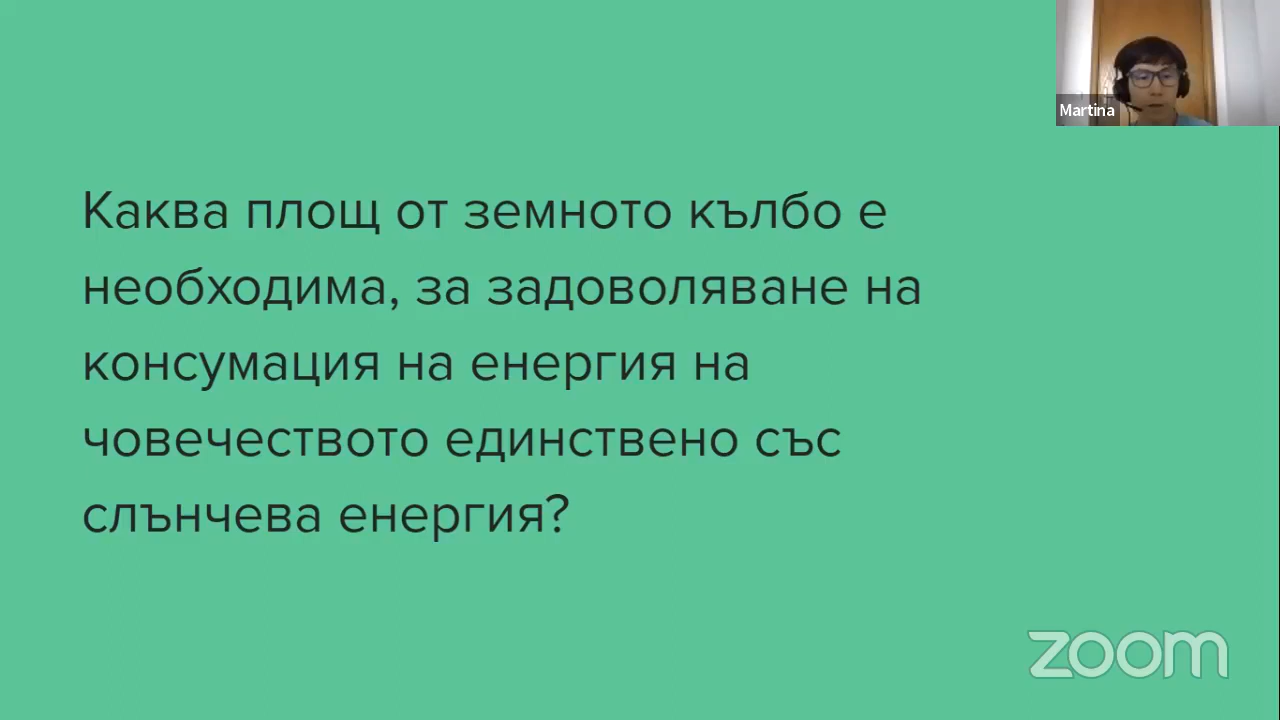 Martina
Каква площ от земното кълбо е
необходима, за задоволяване на
консумация на енергия на
човечеството единствено със
слънчева енергия?
zoom